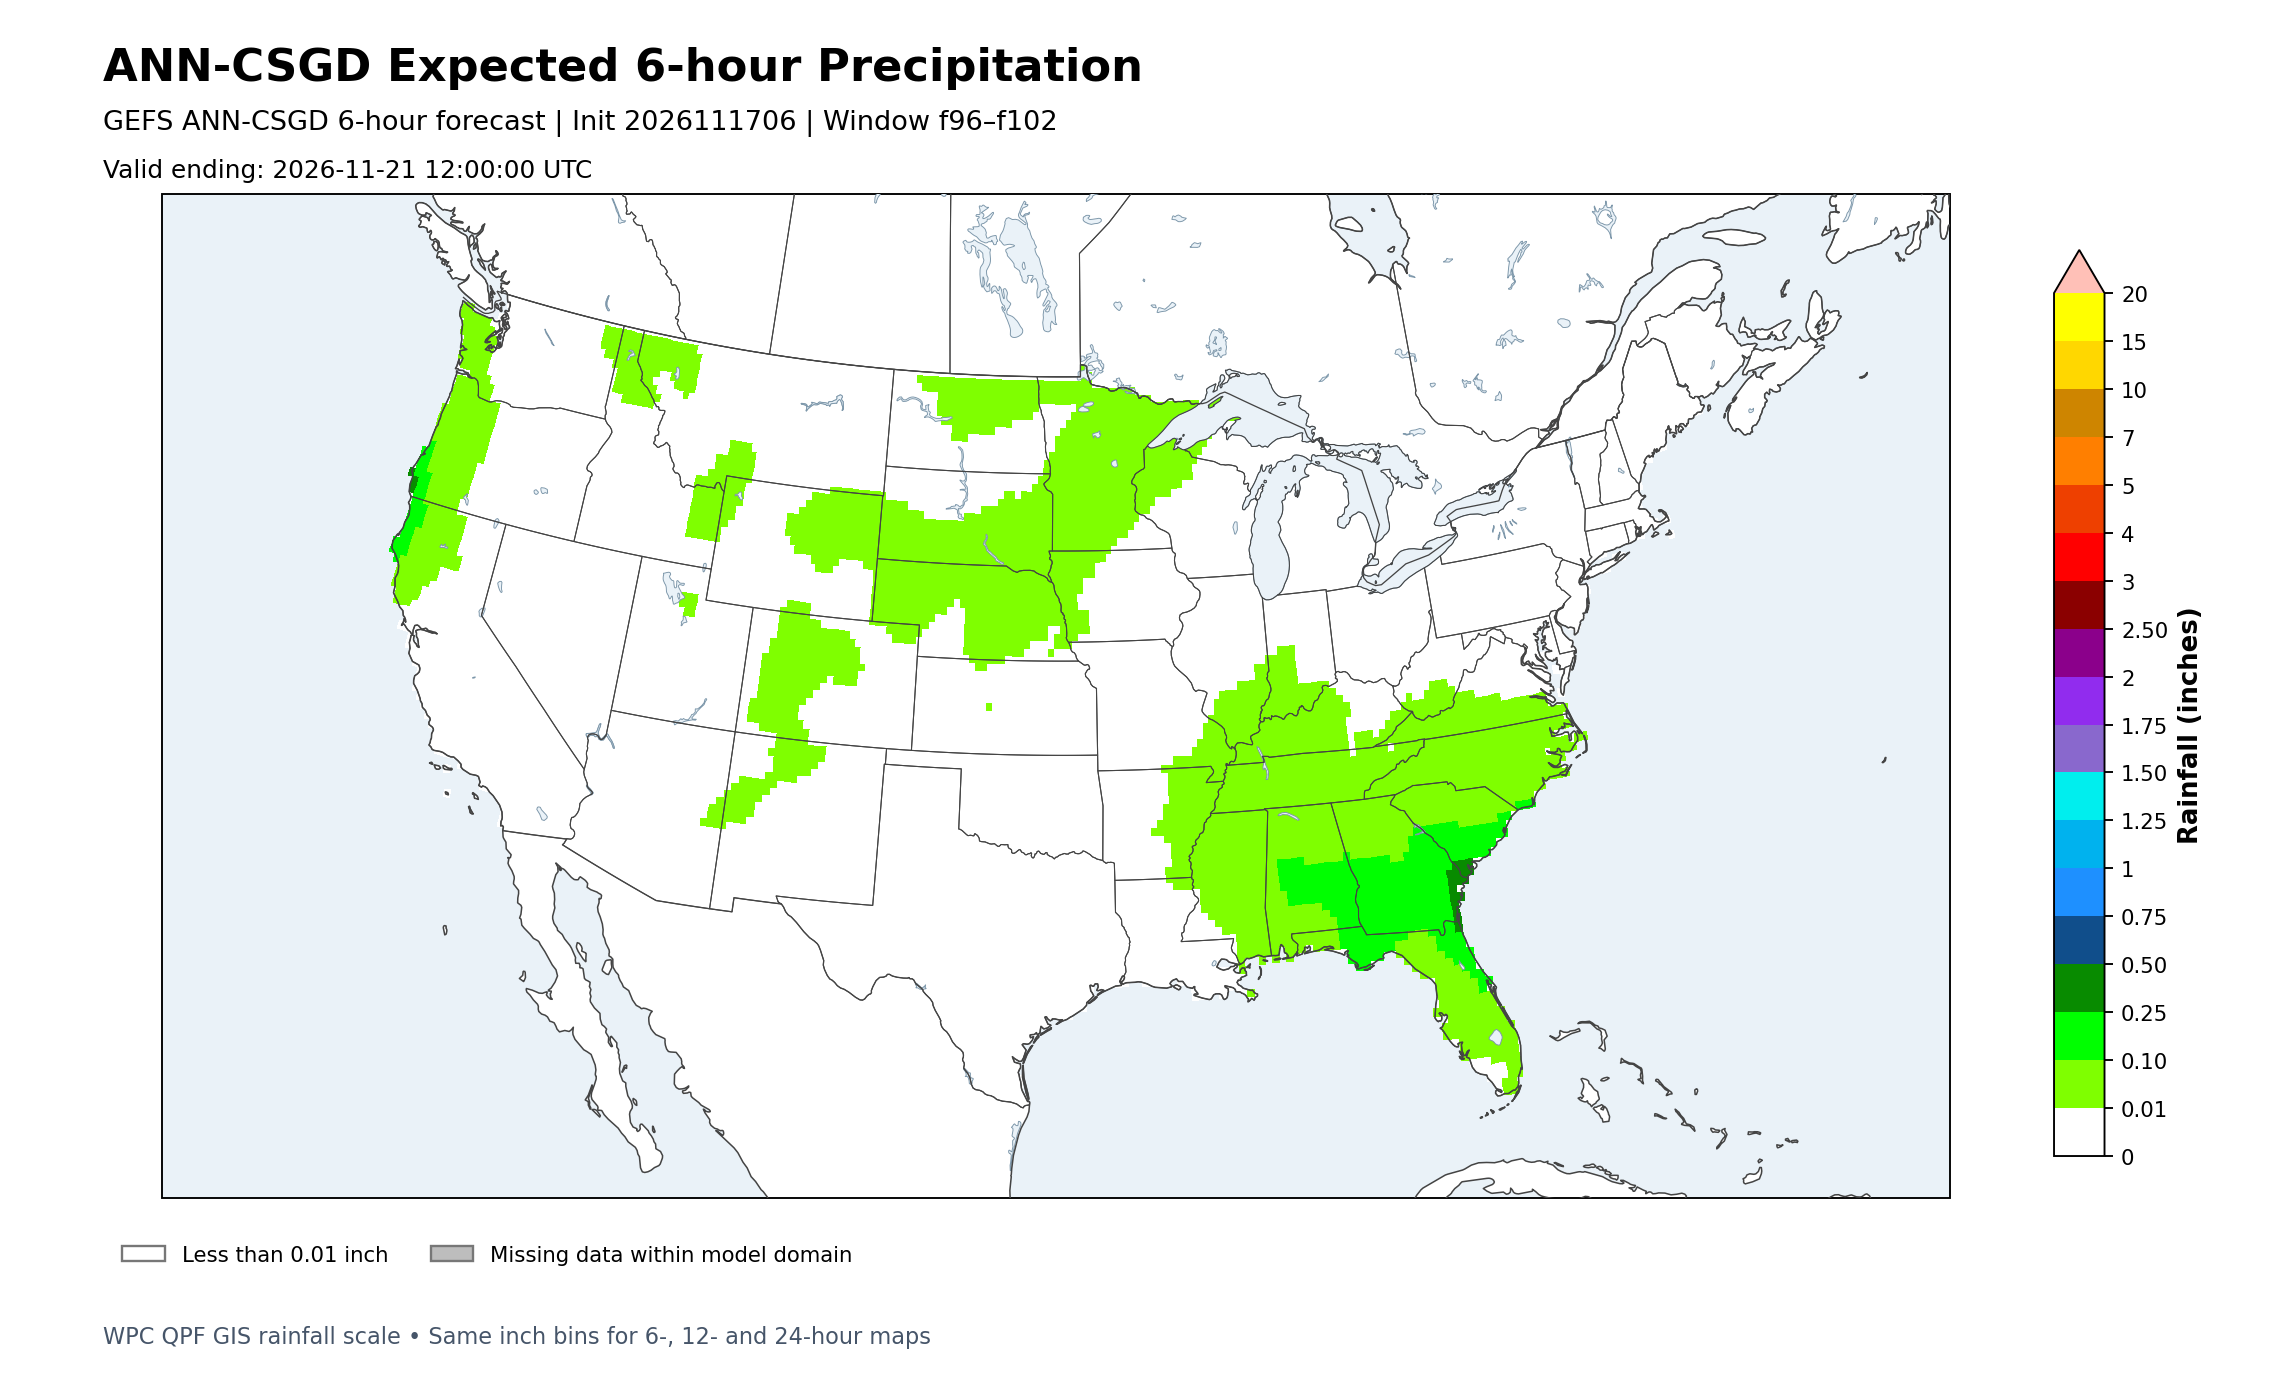 ANN-CSGD Expected 6-hour Precipitation
GEFS ANN-CSGD 6-hour forecast | Init 2026111706 | Window f96–f102
Valid ending: 2026-11-21 12:00:00 UTC
20
15
10
7
5
4
3
2.50
2
1.75
1.50
1.25
1
0.75
0.50
0.25
0.10
0.01
0
Rainfall (inches)
Less than 0.01 inch
Missing data within model domain
WPC QPF GIS rainfall scale • Same inch bins for 6-, 12- and 24-hour maps